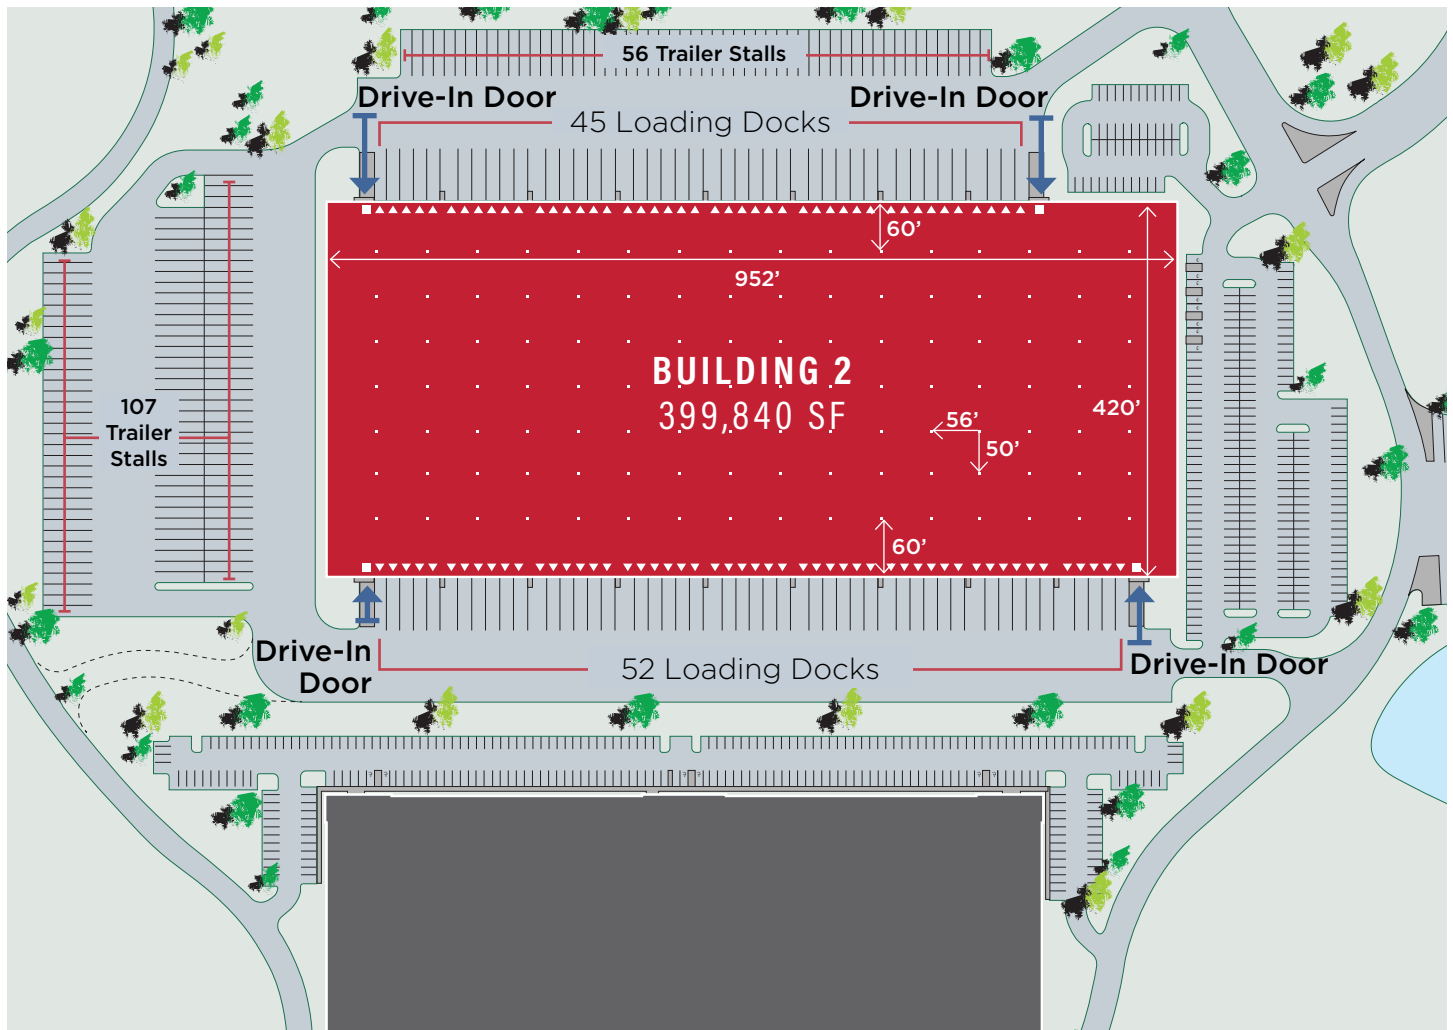 56 Trailer Stalls
Drive-In Door
Drive-In Door
45 Loading Docks
60’
952’
BUILDING 2
399,840 SF
420’
56’
50’
107
Trailer
Stalls
60’
Drive-In
Door
52 Loading Docks
Drive-In Door